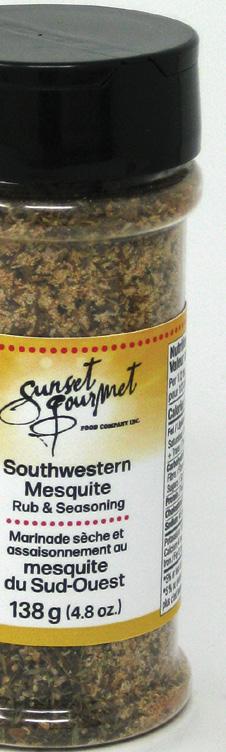 Sunset
gourmet
FOOD COMPANY INC.
Southwestern
Mesquite
Rub & Seasoning
Marinade sèche et
assaisonnement au
mesquite
du Sud-Ouest
138 g (4.8 oz.)